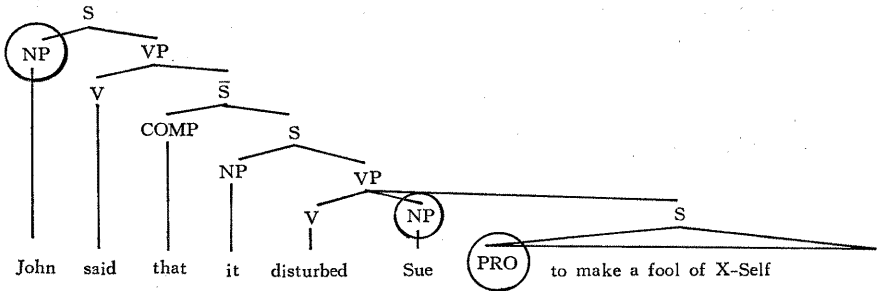 S
NP VP
V S̄
COMP S
NP VP
V NP S
John said that it disturbed Sue PRO to make a fool of X-Self